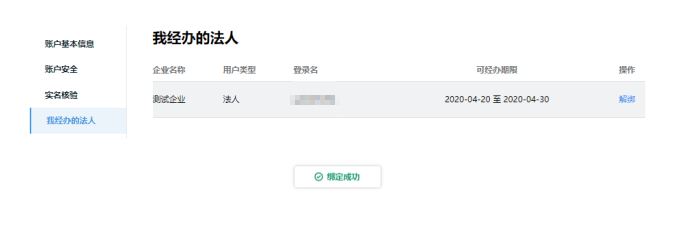 我经办的法人
账户基本信息
账户安全
实名核验
我经办的法人
企业名称 用户类型 登录名 可经办期限 操作
测试企业 法人 2020-04-20 至 2020-04-30 解绑
绑定成功